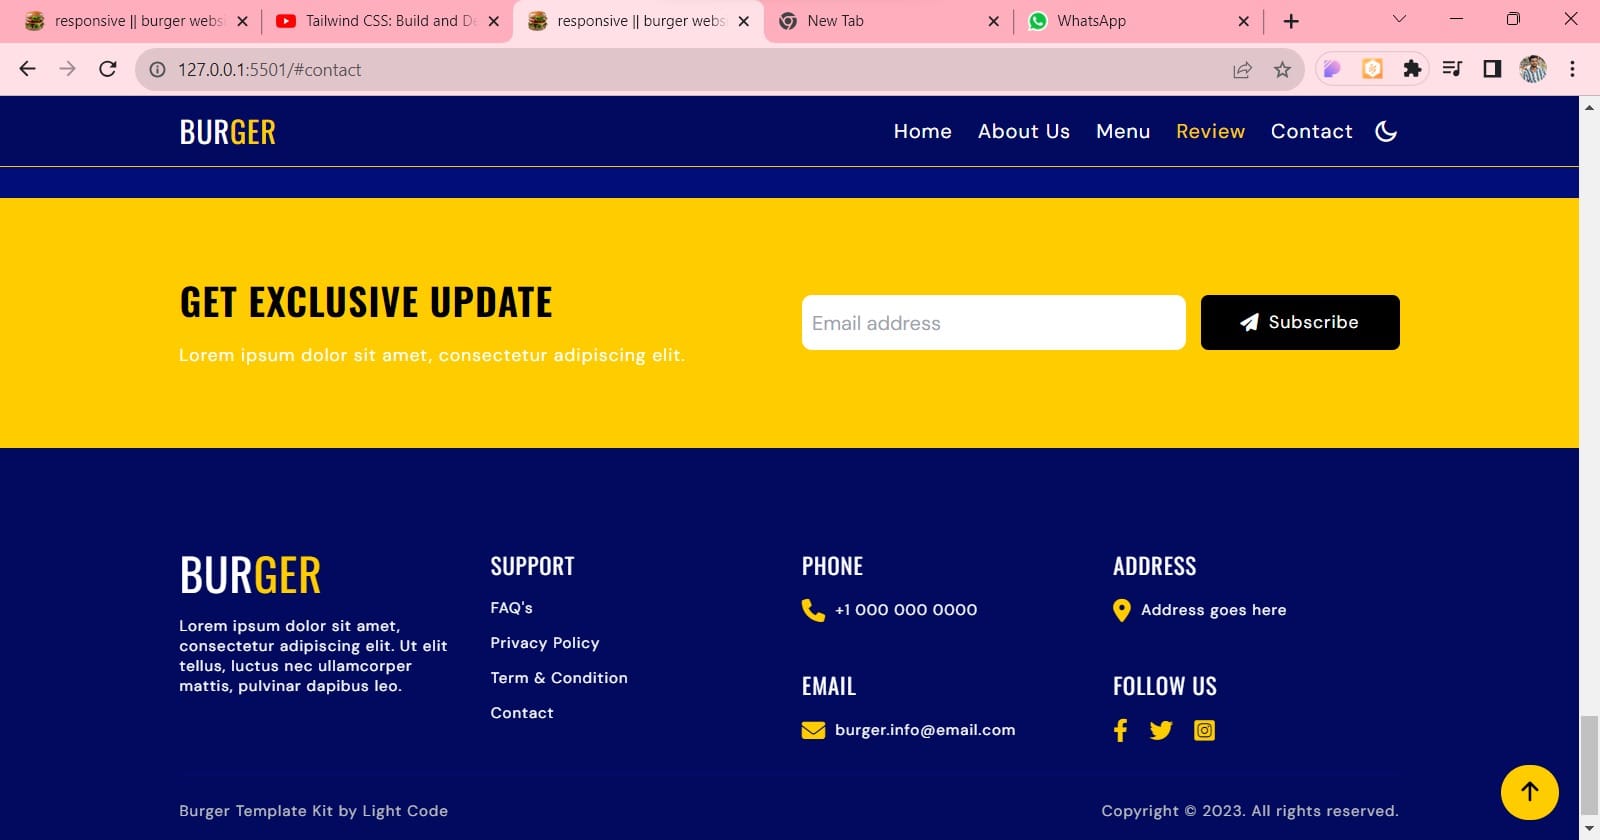 responsive || burger webs
Tailwind CSS: Build and De
responsive || burger webs
New Tab
WhatsApp
127.0.0.1:5501/#contact
BURGER
Home
About Us
Menu
Review
Contact
GET EXCLUSIVE UPDATE
Lorem ipsum dolor sit amet, consectetur adipiscing elit.
Email address
Subscribe
BURGER
Lorem ipsum dolor sit amet,
consectetur adipiscing elit. Ut elit
tellus, luctus nec ullamcorper
mattis, pulvinar dapibus leo.
SUPPORT
FAQ's
Privacy Policy
Term & Condition
Contact
PHONE
+1 000 000 0000
EMAIL
burger.info@email.com
ADDRESS
Address goes here
FOLLOW US
Burger Template Kit by Light Code
Copyright © 2023. All rights reserved.